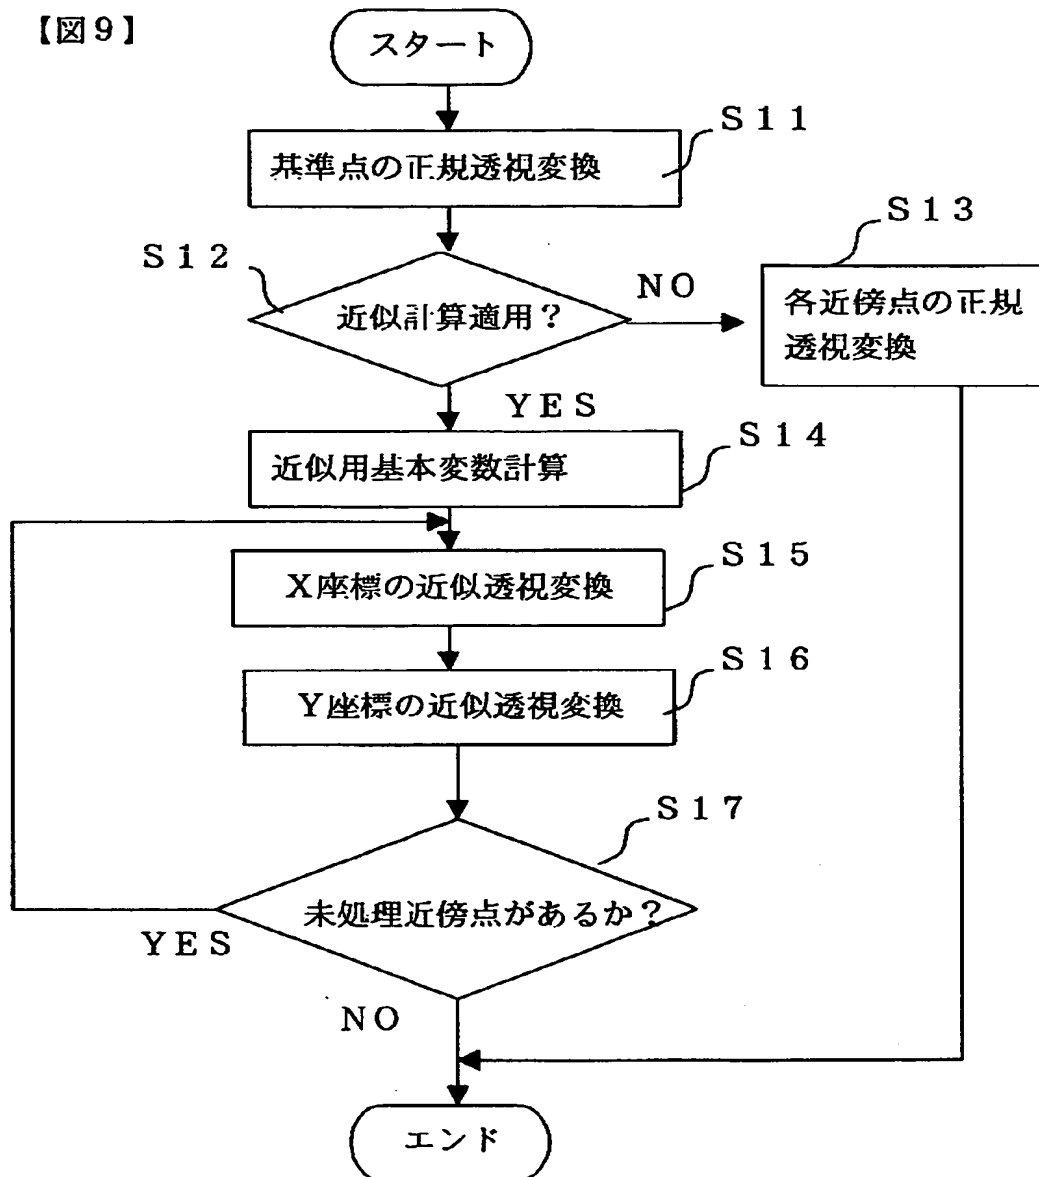 【図9】
スタート
S11
基準点の正規透視変換
S12
近似計算適用？
NO
S13
各近傍点の正規
透視変換
YES
S14
近似用基本変数計算
S15
X座標の近似透視変換
S16
Y座標の近似透視変換
S17
未処理近傍点があるか？
YES
NO
エンド